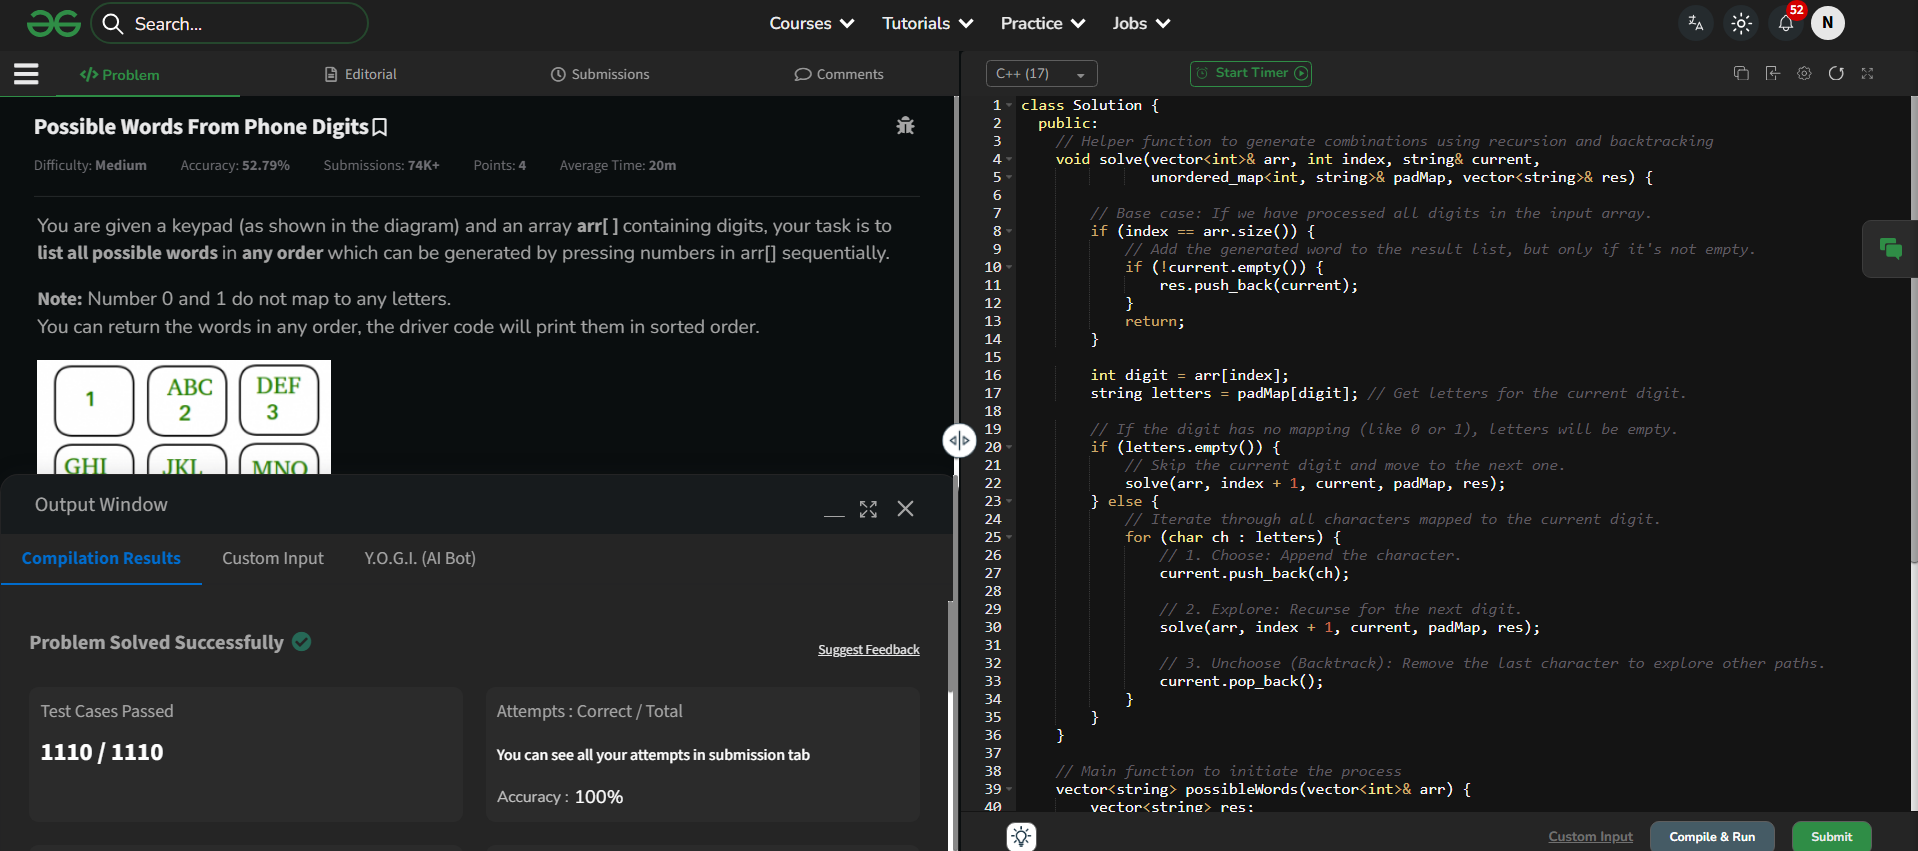 Search...
Courses
Tutorials
Practice
Jobs
52
N
</> Problem
Editorial
Submissions
Comments
C++ (17)
Start Timer
Possible Words From Phone Digits
Difficulty: Medium Accuracy: 52.79% Submissions: 74K+ Points: 4 Average Time: 20m
You are given a keypad (as shown in the diagram) and an array arr[ ] containing digits, your task is to
list all possible words in any order which can be generated by pressing numbers in arr[] sequentially.
Note: Number 0 and 1 do not map to any letters.
You can return the words in any order, the driver code will print them in sorted order.
1
ABC
2
DEF
3
GHI
JKL
MNO
Output Window
Compilation Results
Custom Input
Y.O.G.I. (AI Bot)
Problem Solved Successfully
Suggest Feedback
Test Cases Passed
1110 / 1110
Attempts : Correct / Total
You can see all your attempts in submission tab
Accuracy : 100%
1 class Solution {
2 public:
3 // Helper function to generate combinations using recursion and backtracking
4 void solve(vector<int>& arr, int index, string& current,
5 unordered_map<int, string>& padMap, vector<string>& res) {
6
7 // Base case: If we have processed all digits in the input array.
8 if (index == arr.size()) {
9 // Add the generated word to the result list, but only if it's not empty.
10 if (!current.empty()) {
11 res.push_back(current);
12 }
13 return;
14 }
15
16 int digit = arr[index];
17 string letters = padMap[digit]; // Get letters for the current digit.
18
19 // If the digit has no mapping (like 0 or 1), letters will be empty.
20 if (letters.empty()) {
21 // Skip the current digit and move to the next one.
22 solve(arr, index + 1, current, padMap, res);
23 } else {
24 // Iterate through all characters mapped to the current digit.
25 for (char ch : letters) {
26 // 1. Choose: Append the character.
27 current.push_back(ch);
28
29 // 2. Explore: Recurse for the next digit.
30 solve(arr, index + 1, current, padMap, res);
31
32 // 3. Unchoose (Backtrack): Remove the last character to explore other paths.
33 current.pop_back();
34 }
35 }
36 }
37
38 // Main function to initiate the process
39 vector<string> possibleWords(vector<int>& arr) {
40 vector<string> res;
Custom Input
Compile & Run
Submit